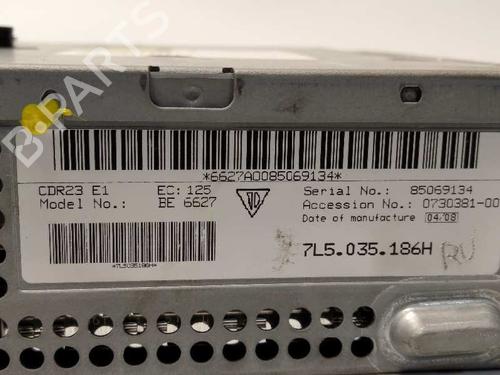 B-PARTS
*6627A0085069134*
CDR23 E1 EC: 125 Serial No.: 85069134
Model No.: BE 6627 Accession No.: 0730381-00
Date of manufacture 04/08
7L5.035.186H RU
*7L5035186H*